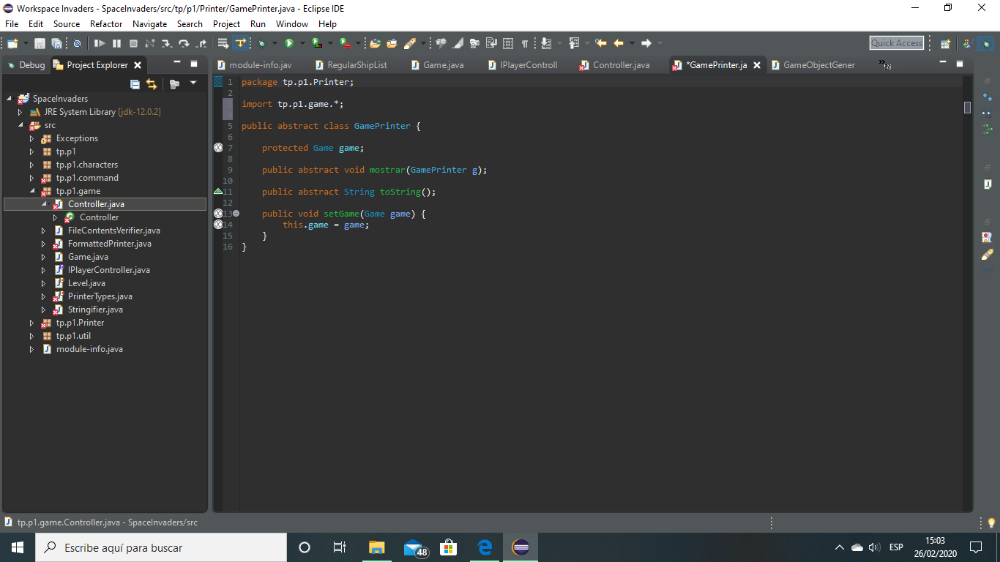 Workspace Invaders - SpaceInvaders/src/tp/p1/Printer/GamePrinter.java - Eclipse IDE
File Edit Source Refactor Navigate Search Project Run Window Help
Quick Access
Debug Project Explorer
module-info.jav RegularShipList Game.java IPlayerControll Controller.java *GamePrinter.ja GameObjectGener
SpaceInvaders
JRE System Library [jdk-12.0.2]
src
Exceptions
tp.p1
tp.p1.characters
tp.p1.command
tp.p1.game
Controller.java
Controller
FileContentsVerifier.java
FormattedPrinter.java
Game.java
IPlayerController.java
Level.java
PrinterTypes.java
Stringifier.java
tp.p1.Printer
tp.p1.util
module-info.java
1 package tp.p1.Printer;
2
3 import tp.p1.game.*;
4
5 public abstract class GamePrinter {
6
7 protected Game game;
8
9 public abstract void mostrar(GamePrinter g);
10
11 public abstract String toString();
12
13 public void setGame(Game game) {
14 this.game = game;
15 }
16 }
tp.p1.game.Controller.java - SpaceInvaders/src
Escribe aquí para buscar
48
ESP
15:03
26/02/2020